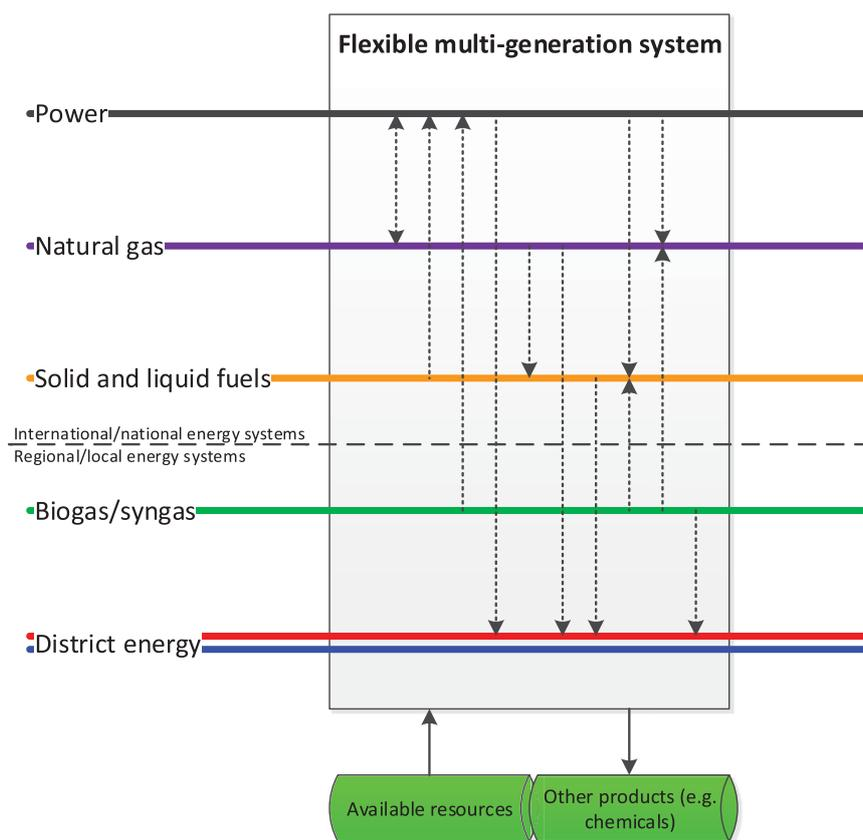 Flexible multi-generation system
Power
Natural gas
Solid and liquid fuels
International/national energy systems
Regional/local energy systems
Biogas/syngas
District energy
Available resources
Other products (e.g.
chemicals)